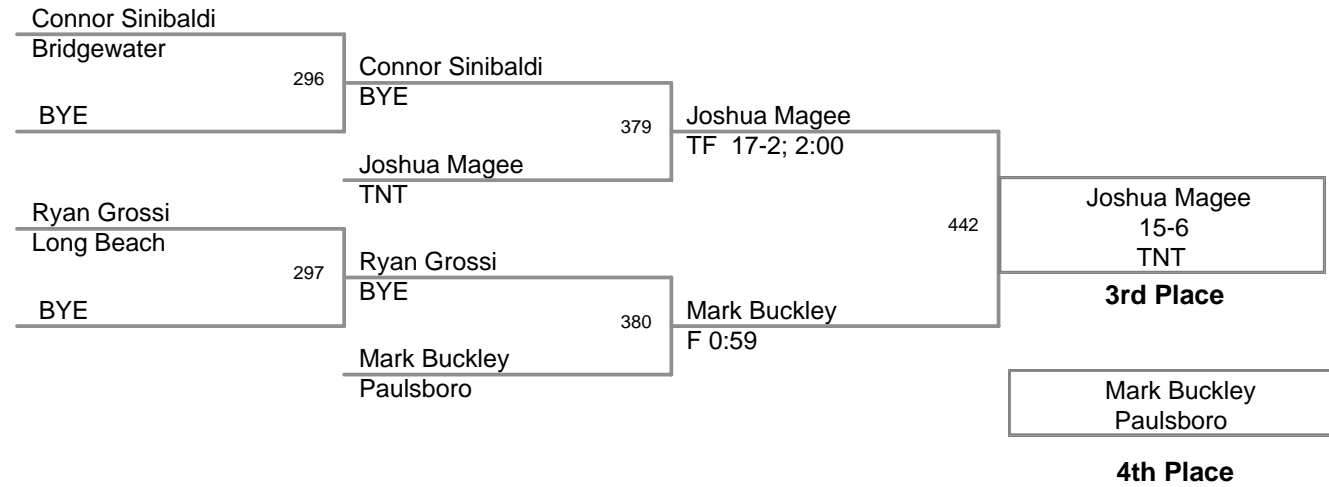 Connor Sinibaldi
Bridgewater
296
BYE
Connor Sinibaldi
BYE
379
Joshua Magee
TNT
Joshua Magee
TF 17-2; 2:00
Ryan Grossi
Long Beach
297
BYE
Ryan Grossi
BYE
380
Mark Buckley
Paulsboro
Mark Buckley
F 0:59
442
Joshua Magee
15-6
TNT
3rd Place
Mark Buckley
Paulsboro
4th Place